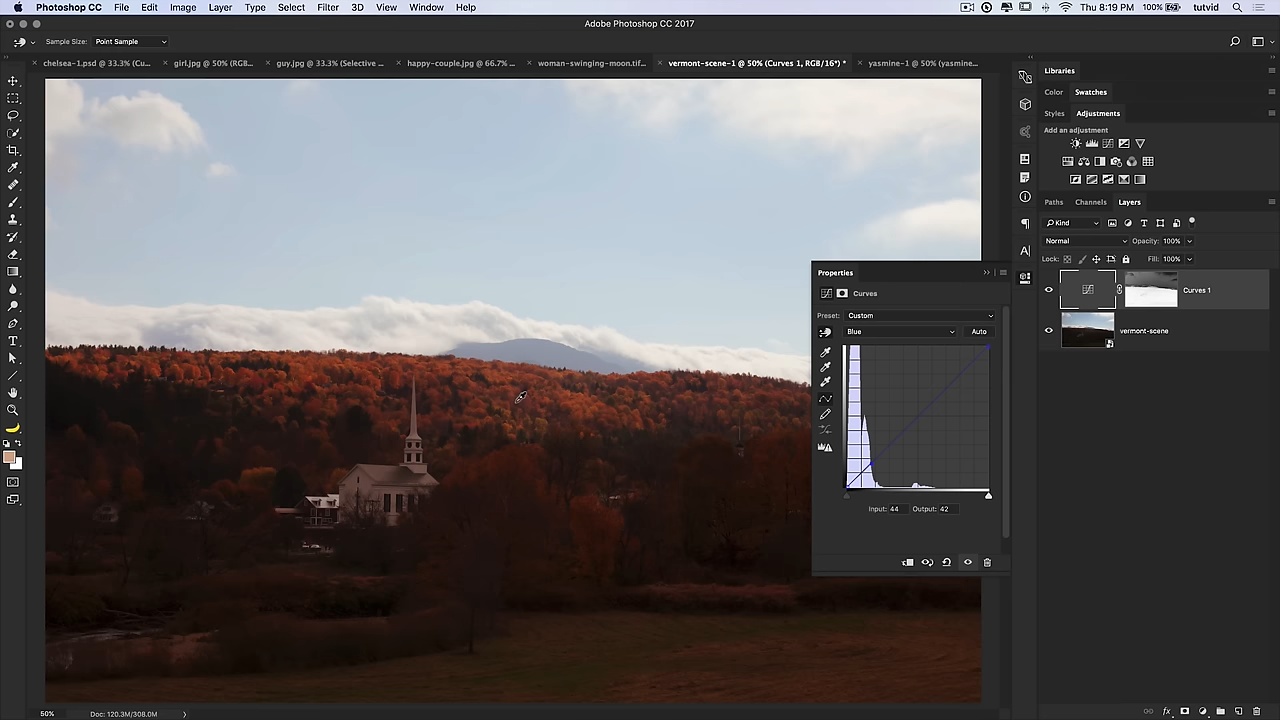 Photoshop CC File Edit Image Layer Type Select Filter 3D View Window Help Thu 8:19 PM 100% tutvid
Adobe Photoshop CC 2017
Sample Size: Point Sample
chelsea-1.psd @ 33.3% (Cu... girl.jpg @ 50% (RGB... guy.jpg @ 33.3% (Selective ... happy-couple.jpg @ 66.7% ... woman-swinging-moon.tif... vermont-scene-1 @ 50% (Curves 1, RGB/16*) * yasmine-1 @ 50% (yasmine...
Libraries
Color Swatches
Styles Adjustments
Add an adjustment
Paths Channels Layers
Kind
Normal Opacity: 100%
Lock: Fill: 100%
Curves 1
vermont-scene
Properties
Curves
Preset: Custom
Blue Auto
Input: 44 Output: 42
50% Doc: 120.3M/308.0M
fx